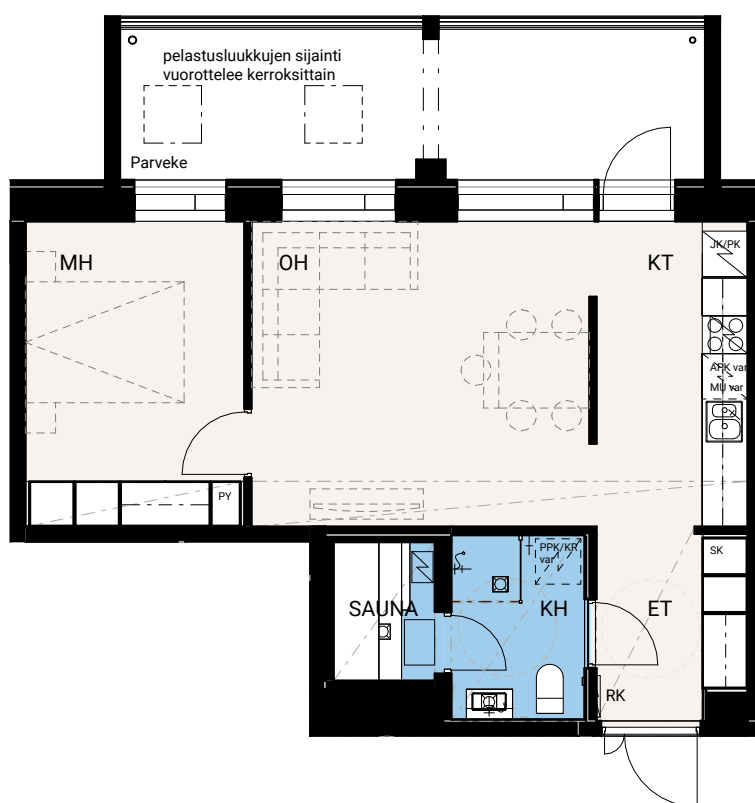 pelastusluukkujen sijainti
vuorottelee kerroksittain
Parveke
MH
OH
KT
JK/PK
APK var
MU var
PY
PPK/KR
var
SK
SAUNA
KH
ET
RK